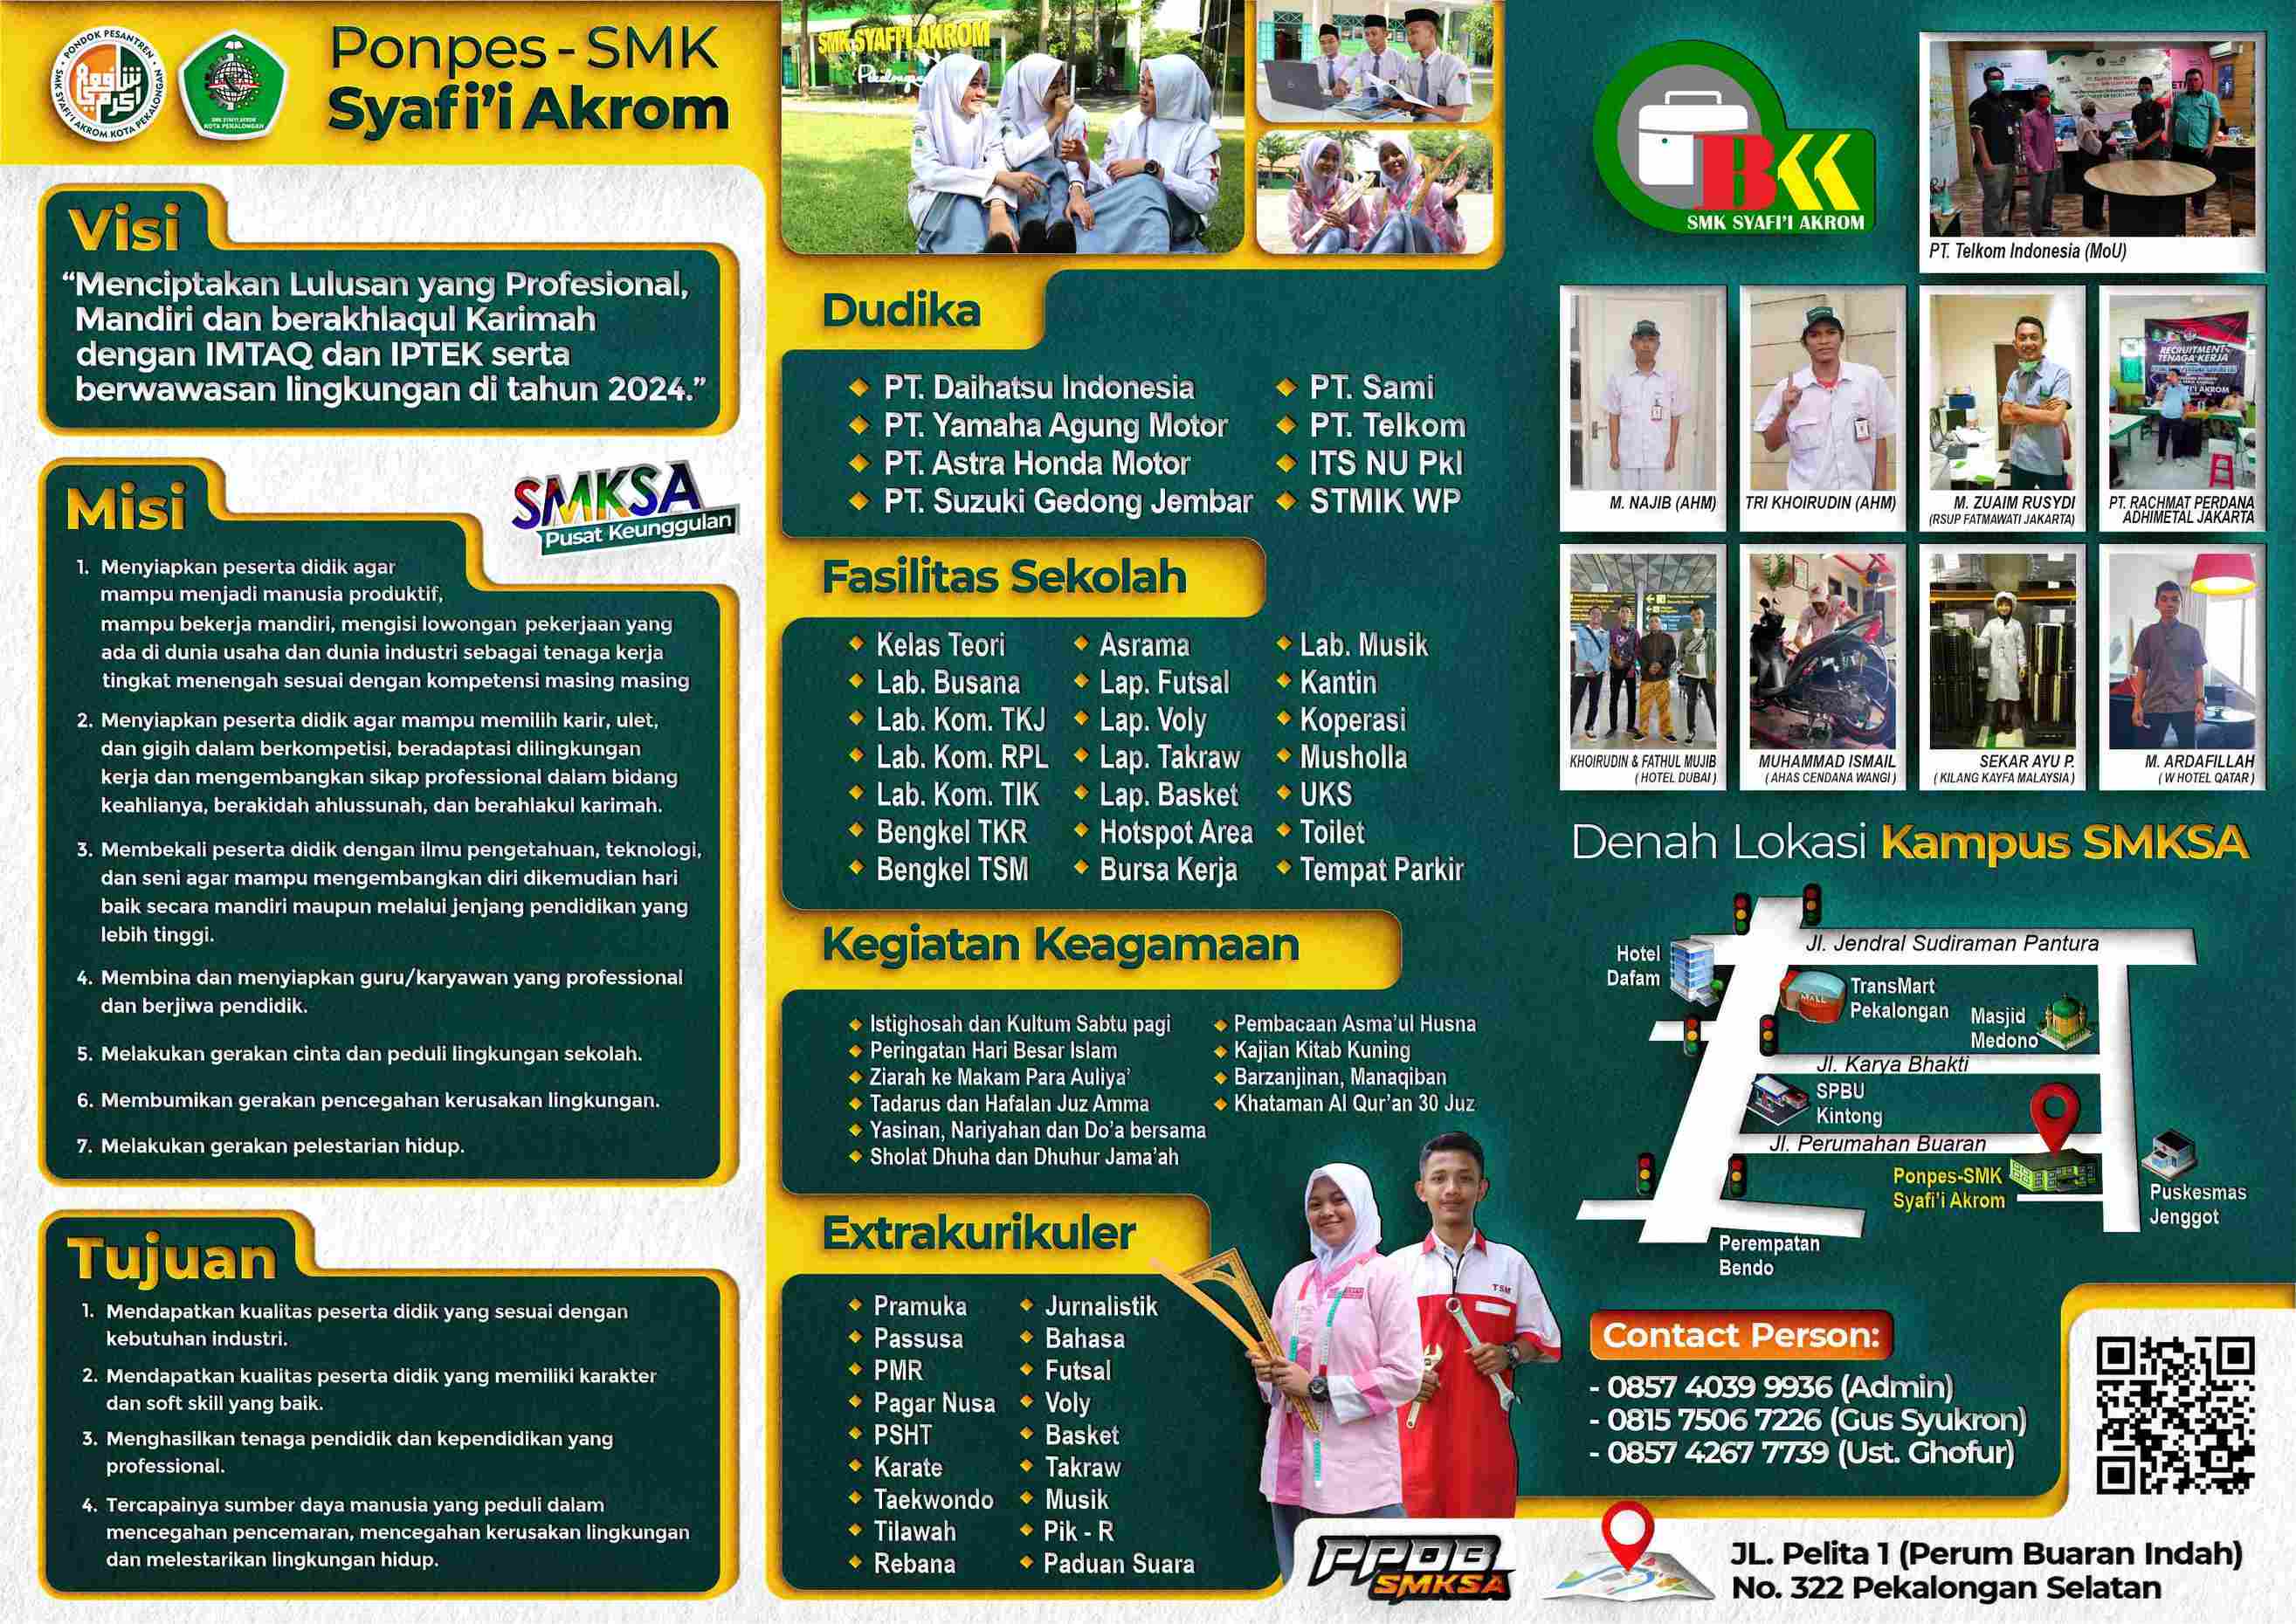 PONDOK PESANTREN
SMK SYAFI'I AKROM KOTA PEKALONGAN
SMK SYAFI'I AKROM
KOTA PEKALONGAN
Ponpes - SMK
Syafi'i Akrom
Visi
“Menciptakan Lulusan yang Profesional,
Mandiri dan berakhlaqul Karimah
dengan IMTAQ dan IPTEK serta
berwawasan lingkungan di tahun 2024.”
Misi
SMKSA
Pusat Keunggulan
1. Menyiapkan peserta didik agar
mampu menjadi manusia produktif,
mampu bekerja mandiri, mengisi lowongan pekerjaan yang
ada di dunia usaha dan dunia industri sebagai tenaga kerja
tingkat menengah sesuai dengan kompetensi masing masing
2. Menyiapkan peserta didik agar mampu memilih karir, ulet,
dan gigih dalam berkompetisi, beradaptasi dilingkungan
kerja dan mengembangkan sikap professional dalam bidang
keahlianya, berakidah ahlussunah, dan berahlakul karimah.
3. Membekali peserta didik dengan ilmu pengetahuan, teknologi,
dan seni agar mampu mengembangkan diri dikemudian hari
baik secara mandiri maupun melalui jenjang pendidikan yang
lebih tinggi.
4. Membina dan menyiapkan guru/karyawan yang professional
dan berjiwa pendidik.
5. Melakukan gerakan cinta dan peduli lingkungan sekolah.
6. Membumikan gerakan pencegahan kerusakan lingkungan.
7. Melakukan gerakan pelestarian hidup.
Tujuan
1. Mendapatkan kualitas peserta didik yang sesuai dengan
kebutuhan industri.
2. Mendapatkan kualitas peserta didik yang memiliki karakter
dan soft skill yang baik.
3. Menghasilkan tenaga pendidik dan kependidikan yang
professional.
4. Tercapainya sumber daya manusia yang peduli dalam
mencegahan pencemaran, mencegahan kerusakan lingkungan
dan melestarikan lingkungan hidup.
SMK SYAFI'I AKROM
Pekalongan
Dudika
PT. Daihatsu Indonesia
PT. Yamaha Agung Motor
PT. Astra Honda Motor
PT. Suzuki Gedong Jembar
PT. Sami
PT. Telkom
ITS NU Pkl
STMIK WP
Fasilitas Sekolah
Kelas Teori
Lab. Busana
Lab. Kom. TKJ
Lab. Kom. RPL
Lab. Kom. TIK
Bengkel TKR
Bengkel TSM
Asrama
Lap. Futsal
Lap. Voly
Lap. Takraw
Lap. Basket
Hotspot Area
Bursa Kerja
Lab. Musik
Kantin
Koperasi
Musholla
UKS
Toilet
Tempat Parkir
Kegiatan Keagamaan
Istighosah dan Kultum Sabtu pagi
Peringatan Hari Besar Islam
Ziarah ke Makam Para Auliya'
Tadarus dan Hafalan Juz Amma
Yasinan, Nariyahan dan Do'a bersama
Sholat Dhuha dan Dhuhur Jama'ah
Pembacaan Asma'ul Husna
Kajian Kitab Kuning
Barzanjinan, Manaqiban
Khataman Al Qur'an 30 Juz
Extrakurikuler
Pramuka
Passusa
PMR
Pagar Nusa
PSHT
Karate
Taekwondo
Tilawah
Rebana
Jurnalistik
Bahasa
Futsal
Voly
Basket
Takraw
Musik
Pik - R
Paduan Suara
TSM
PPDB
SMKSA
BKK
SMK SYAFI'I AKROM
PT. Telkom Indonesia (MoU)
M. NAJIB (AHM)
TRI KHOIRUDIN (AHM)
M. ZUAIM RUSYDI
(RSUP FATMAWATI JAKARTA)
RECRUITMENT
TENAGA KERJA
PT. RACHMAT PERDANA
ADHIMETAL JAKARTA
KHOIRUDIN & FATHUL MUJIB
( HOTEL DUBAI )
MUHAMMAD ISMAIL
( AHAS CENDANA WANGI )
SEKAR AYU P.
( KILANG KAYFA MALAYSIA )
M. ARDAFILLAH
( W HOTEL QATAR )
Denah Lokasi Kampus SMKSA
Jl. Jendral Sudiraman Pantura
Hotel
Dafam
MALL
TransMart
Pekalongan
Masjid
Medono
Jl. Karya Bhakti
SPBU
Kintong
Jl. Perumahan Buaran
Ponpes-SMK
Syafi'i Akrom
Puskesmas
Jenggot
Perempatan
Bendo
Contact Person:
- 0857 4039 9936 (Admin)
- 0815 7506 7226 (Gus Syukron)
- 0857 4267 7739 (Ust. Ghofur)
JL. Pelita 1 (Perum Buaran Indah)
No. 322 Pekalongan Selatan